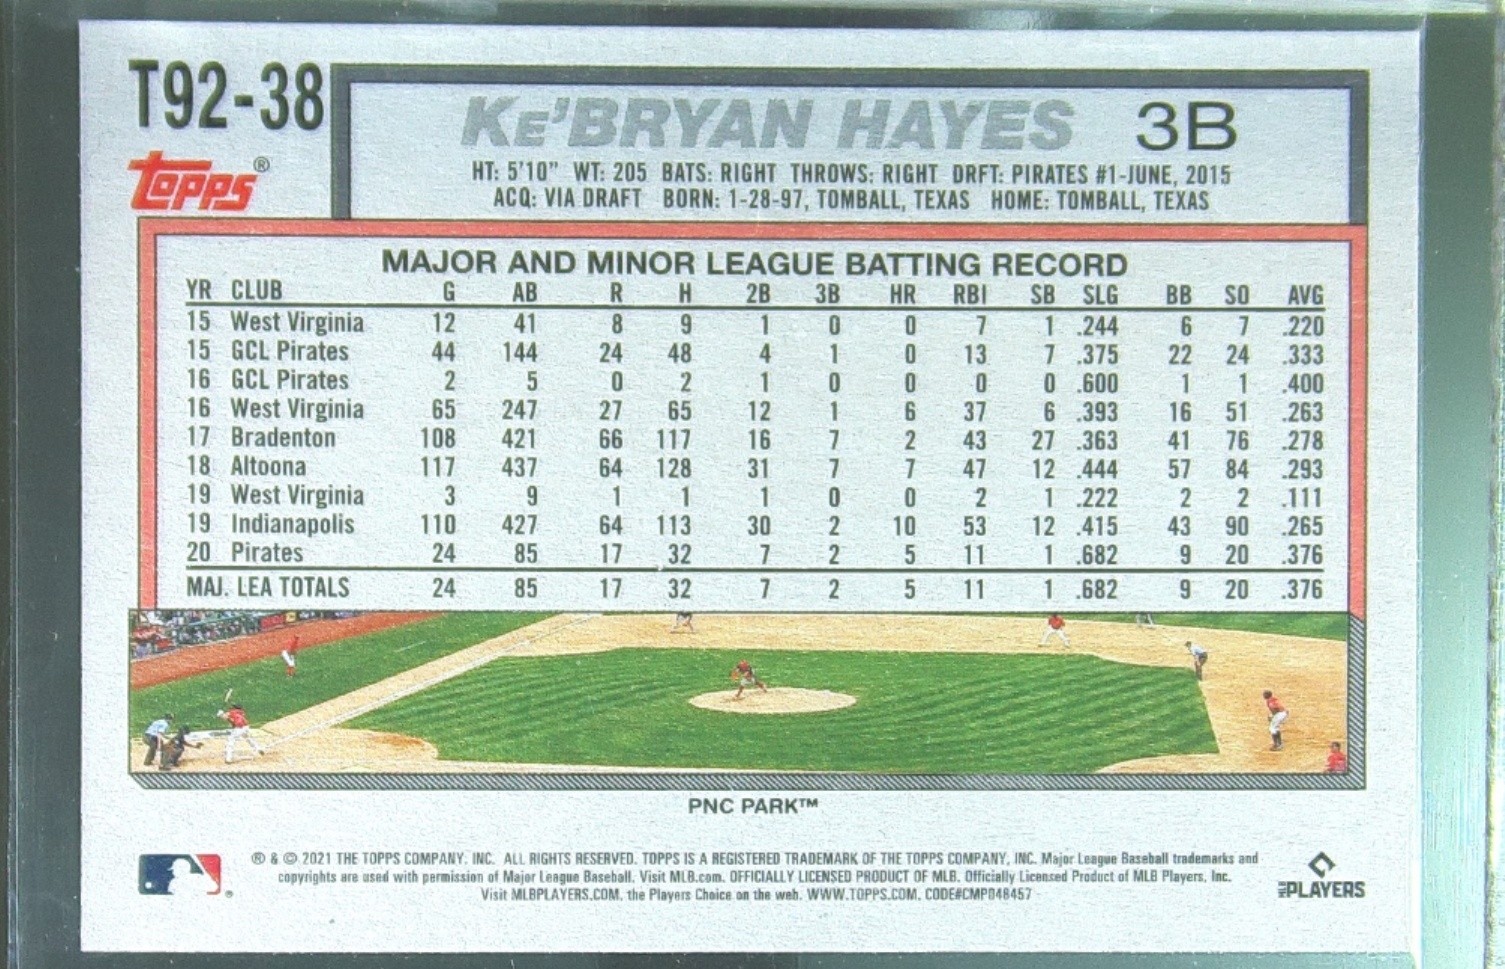 T92-38
topps®
KE'BRYAN HAYES 3B
HT: 5'10" WT: 205 BATS: RIGHT THROWS: RIGHT DRFT: PIRATES #1-JUNE, 2015
ACQ: VIA DRAFT BORN: 1-28-97, TOMBALL, TEXAS HOME: TOMBALL, TEXAS
MAJOR AND MINOR LEAGUE BATTING RECORD
YR CLUB G AB R H 2B 3B HR RBI SB SLG BB SO AVG
15 West Virginia 12 41 8 9 1 0 0 7 1 .244 6 7 .220
15 GCL Pirates 44 144 24 48 4 1 0 13 7 .375 22 24 .333
16 GCL Pirates 2 5 0 2 1 0 0 0 0 .600 1 1 .400
16 West Virginia 65 247 27 65 12 1 6 37 6 .393 16 51 .263
17 Bradenton 108 421 66 117 16 7 2 43 27 .363 41 76 .278
18 Altoona 117 437 64 128 31 7 7 47 12 .444 57 84 .293
19 West Virginia 3 9 1 1 1 0 0 2 1 .222 2 2 .111
19 Indianapolis 110 427 64 113 30 2 10 53 12 .415 43 90 .265
20 Pirates 24 85 17 32 7 2 5 11 1 .682 9 20 .376
MAJ. LEA TOTALS 24 85 17 32 7 2 5 11 1 .682 9 20 .376
PNC PARK™
® & © 2021 THE TOPPS COMPANY, INC. ALL RIGHTS RESERVED. TOPPS IS A REGISTERED TRADEMARK OF THE TOPPS COMPANY, INC. Major League Baseball trademarks and
copyrights are used with permission of Major League Baseball. Visit MLB.com. OFFICIALLY LICENSED PRODUCT OF MLB. Officially Licensed Product of MLB Players, Inc.
Visit MLBPLAYERS.COM, the Players Choice on the web. WWW.TOPPS.COM. CODE#CMP048457
MLB PLAYERS